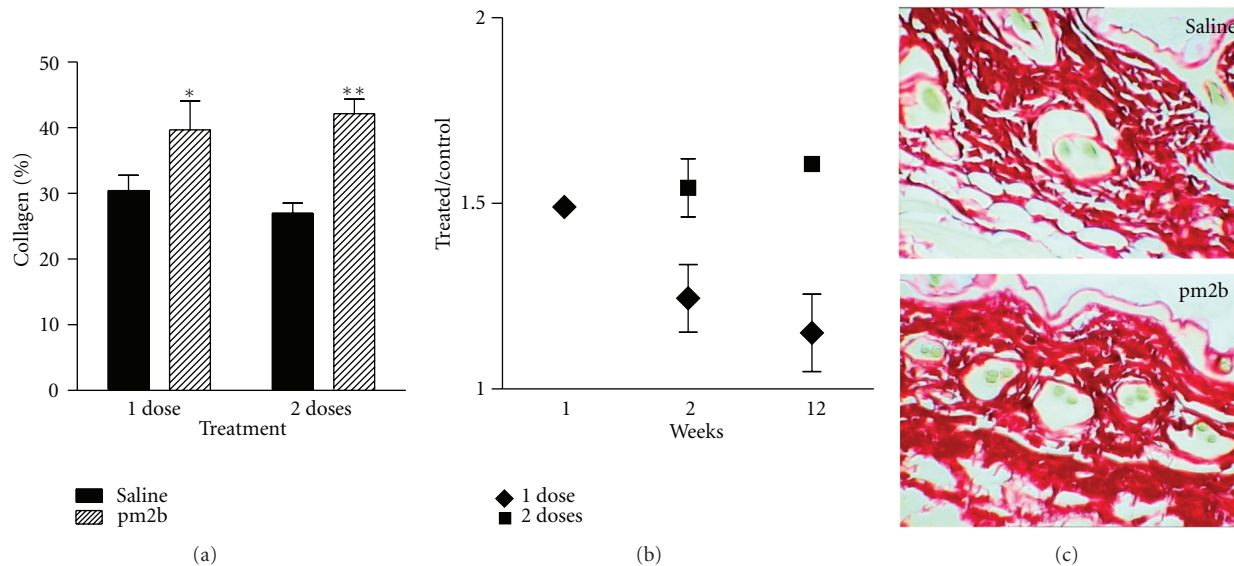 50
40
30
20
10
0
Collagen (%)
*
**
1 dose
2 doses
Treatment
Saline
pm2b
(a)
2
1.5
1
Treated/control
1
2
12
Weeks
1 dose
2 doses
(b)
Saline
pm2b
(c)